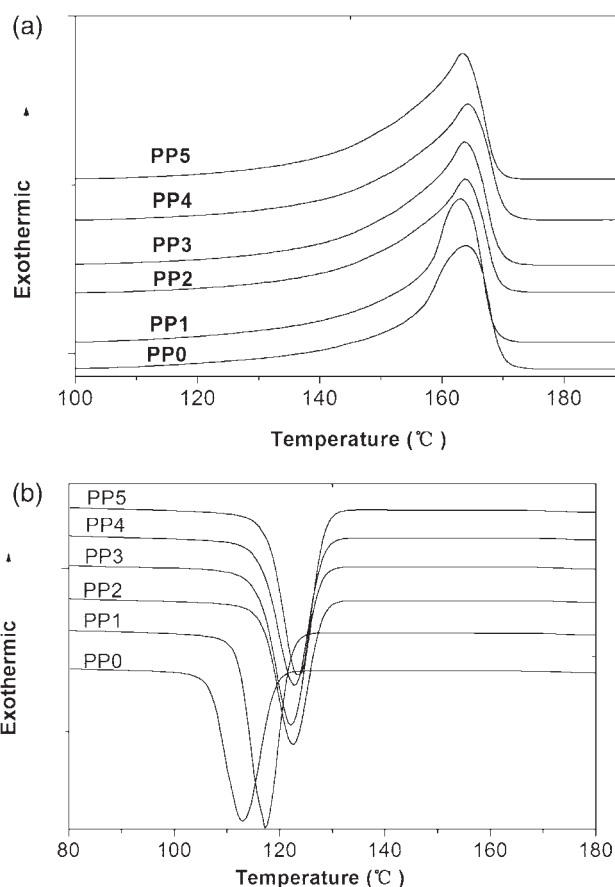 (a)
PP5
PP4
PP3
PP2
PP1
PP0
Exothermic
100 120 140 160 180
Temperature (℃ )
(b)
PP5
PP4
PP3
PP2
PP1
PP0
Exothermic
80 100 120 140 160 180
Temperature (℃ )